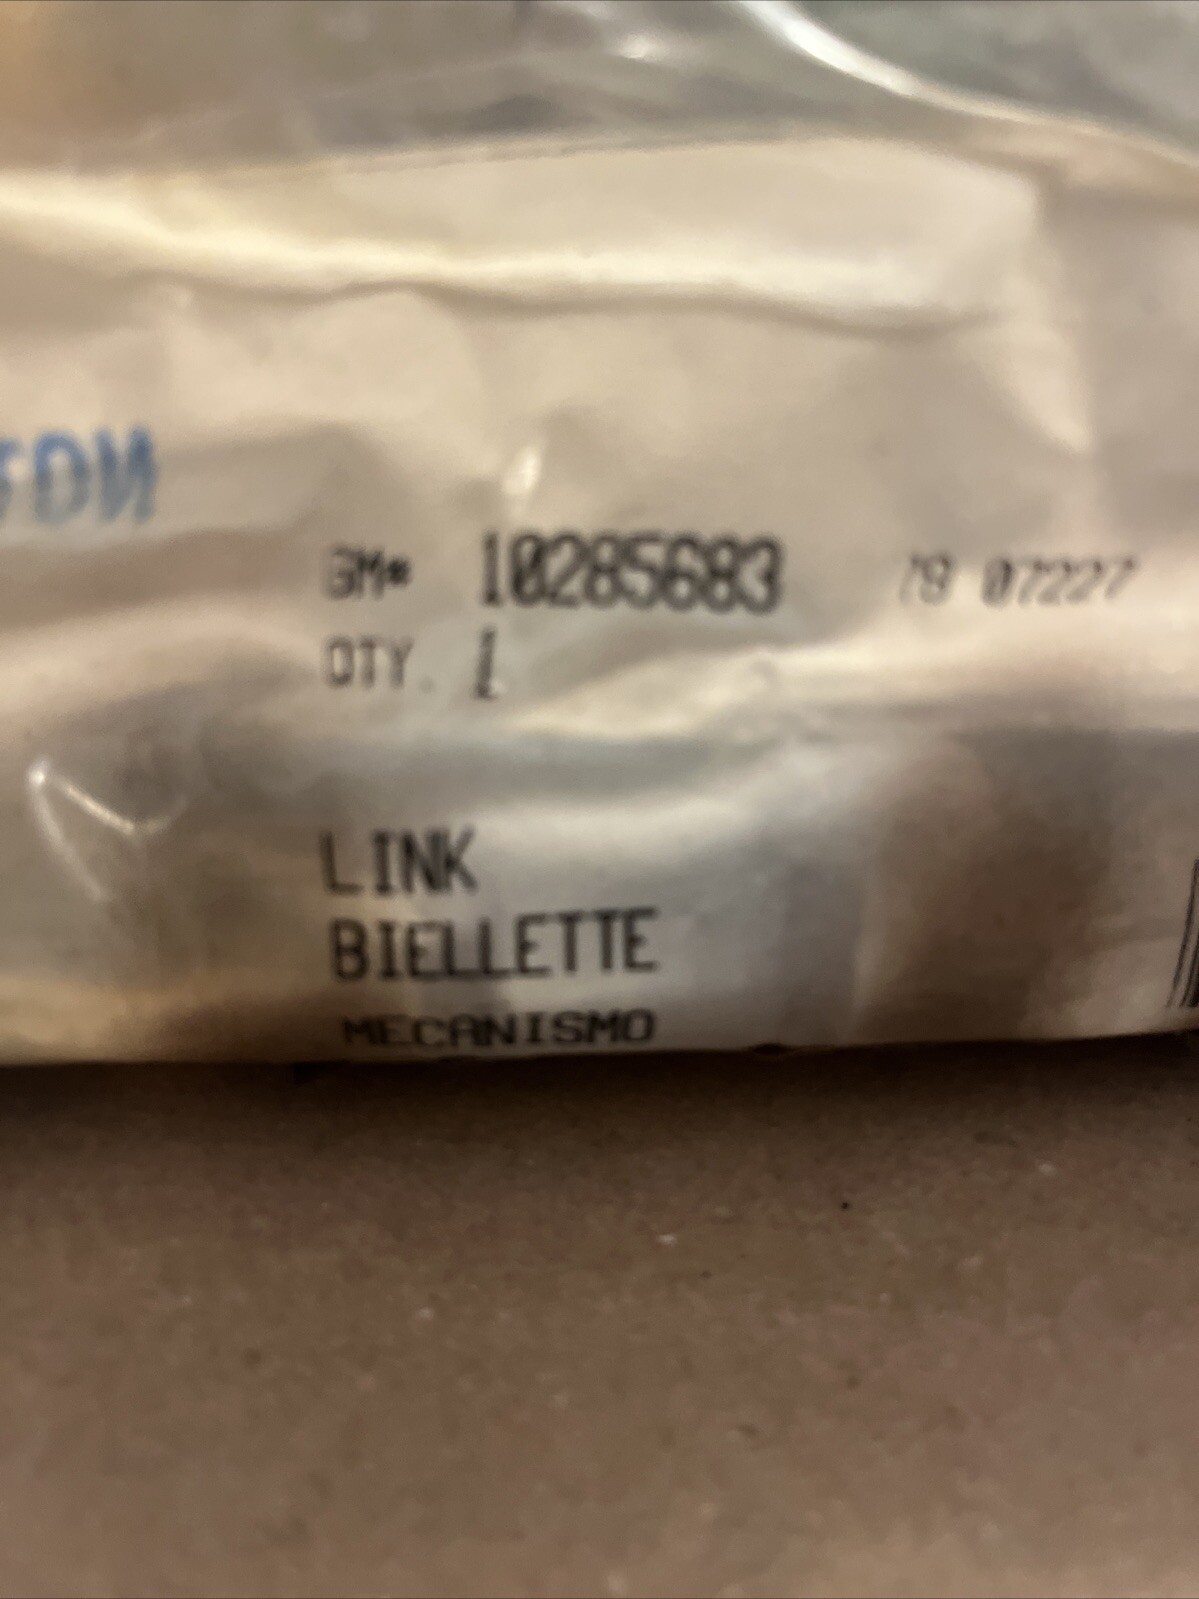 GM* 10285683 79 07227
QTY. 1
LINK
BIELLETTE
MECANISMO